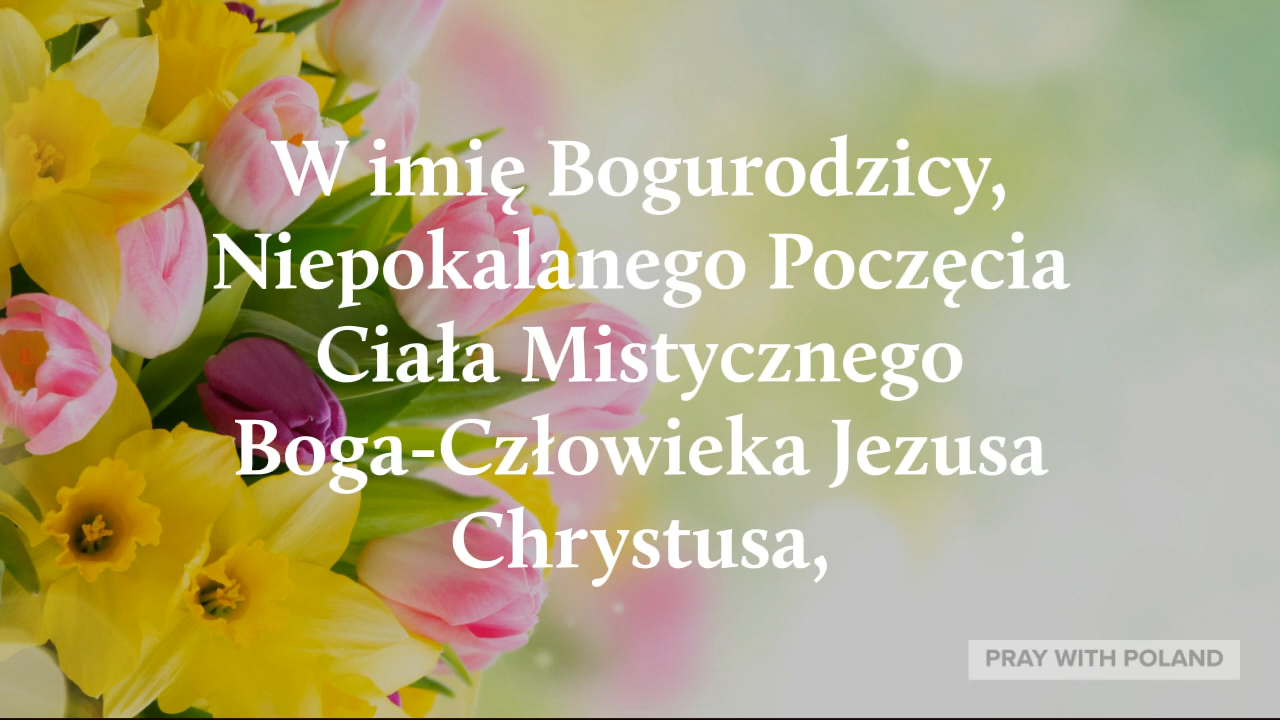 W imię Bogurodzicy,
Niepokalanego Poczęcia
Ciała Mistycznego
Boga-Człowieka Jezusa
Chrystusa,
PRAY WITH POLAND